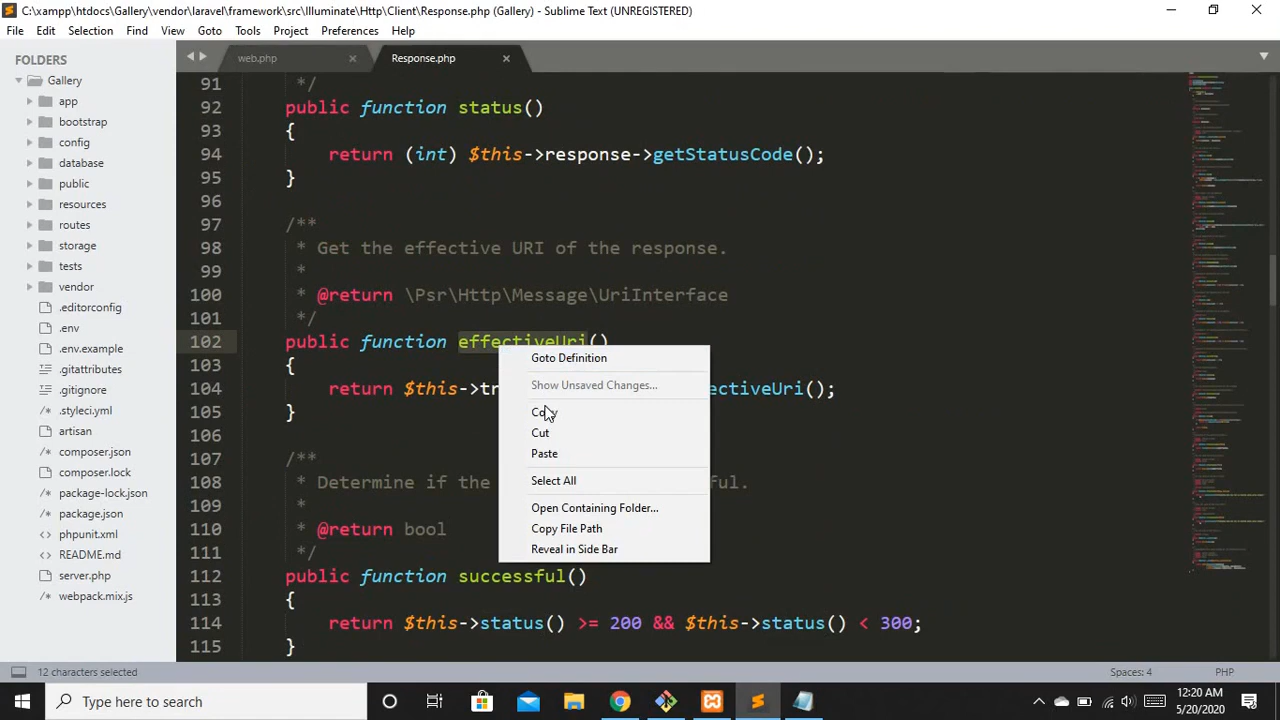 C:\xampp\htdocs\Gallery\vendor\laravel\framework\src\Illuminate\Http\Client\Response.php (Gallery) - Sublime Text (UNREGISTERED)
File Edit Selection Find View Goto Tools Project Preferences Help
FOLDERS
Gallery
app
bootstrap
config
database
public
resources
routes
storage
tests
vendor
.editorconfig
.env
.env.example
.gitattributes
.gitignore
.styleci.yml
artisan
composer.json
composer.lock
package-lock.json
package.json
phpunit.xml
README.md
server.php
webpack.mix.js
web.php Response.php
91 */
92 public function status()
93 {
94 return (int) $this->response->getStatusCode();
95 }
96
97 /**
98 * Get the effective URI of the response.
99 *
100 * @return \Psr\Http\Message\UriInterface
101 */
102 public function effectiveUri()
103 {
104 return $this->tr ectiveUri();
105 }
106
107 /**
108 * Determine if the ful.
109 *
110 * @return bool
111 */
112 public function successful()
113 {
114 return $this->status() >= 200 && $this->status() < 300;
115 }
Goto Definition
Show Unsaved Changes...
Copy
Cut
Paste
Select All
Open Containing Folder...
Copy File Path
Reveal in Side Bar
12 characters selected Spaces: 4 PHP
Type here to search
12:20 AM
5/20/2020